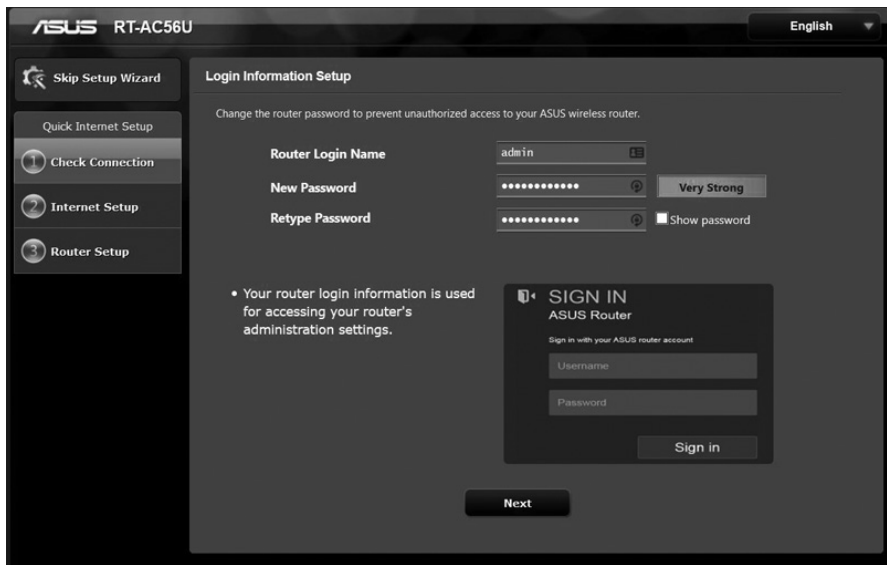 ASUS RT-AC56U
English
Skip Setup Wizard
Quick Internet Setup
1 Check Connection
2 Internet Setup
3 Router Setup
Login Information Setup
Change the router password to prevent unauthorized access to your ASUS wireless router.
Router Login Name admin
New Password •••••••••••• Very Strong
Retype Password •••••••••••• Show password
• Your router login information is used
for accessing your router's
administration settings.
SIGN IN
ASUS Router
Sign in with your ASUS router account
Username
Password
Sign in
Next